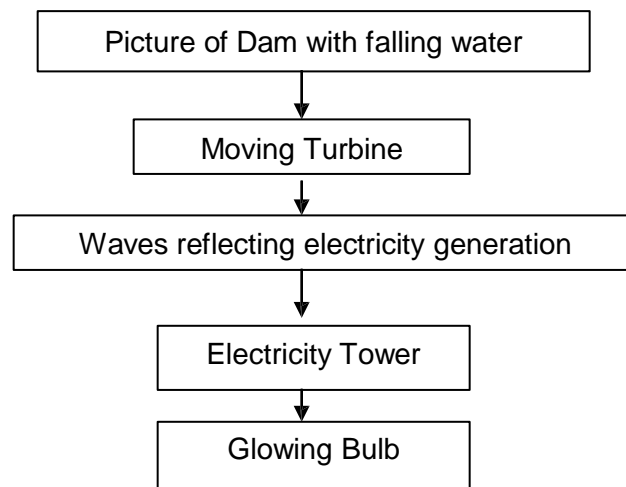 Picture of Dam with falling water
Moving Turbine
Waves reflecting electricity generation
Electricity Tower
Glowing Bulb